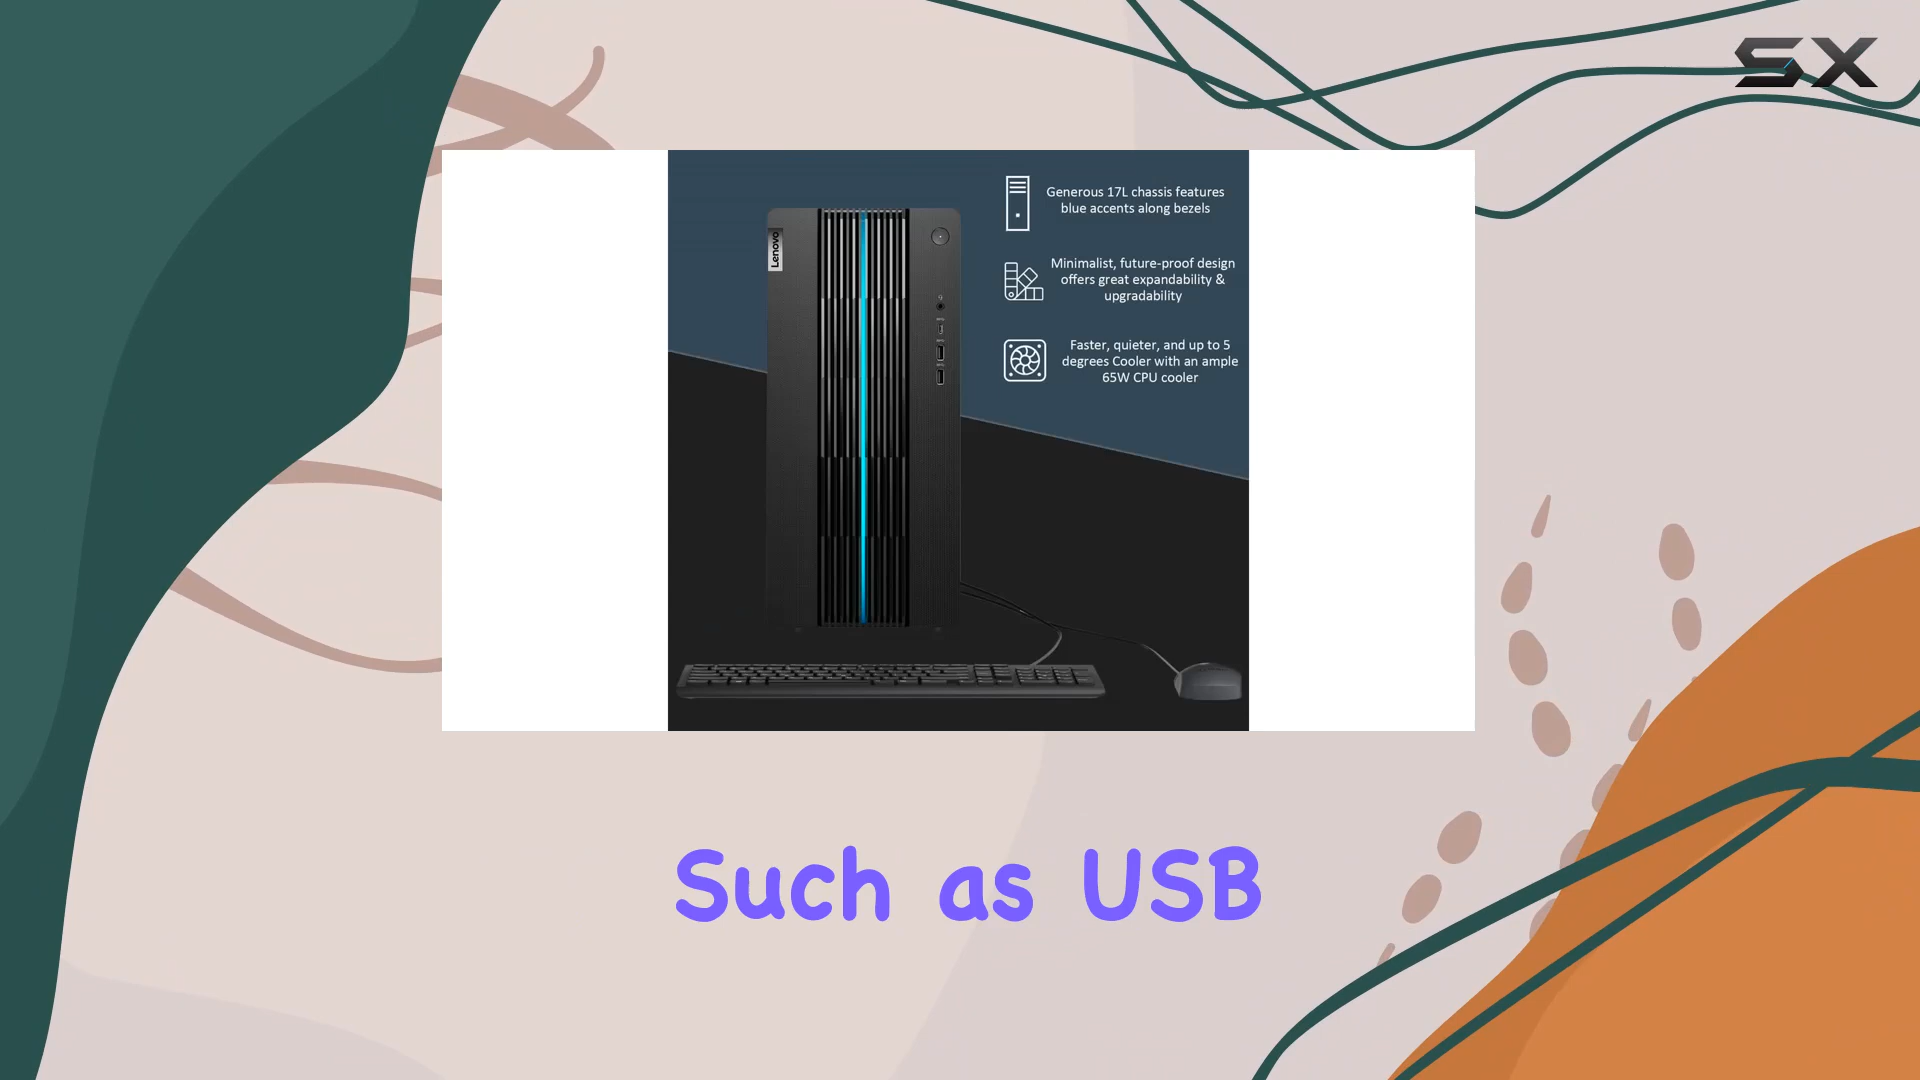 SX
Lenovo
Generous 17L chassis features
blue accents along bezels
Minimalist, future-proof design
offers great expandability &
upgradability
Faster, quieter, and up to 5
degrees Cooler with an ample
65W CPU cooler
Such as USB